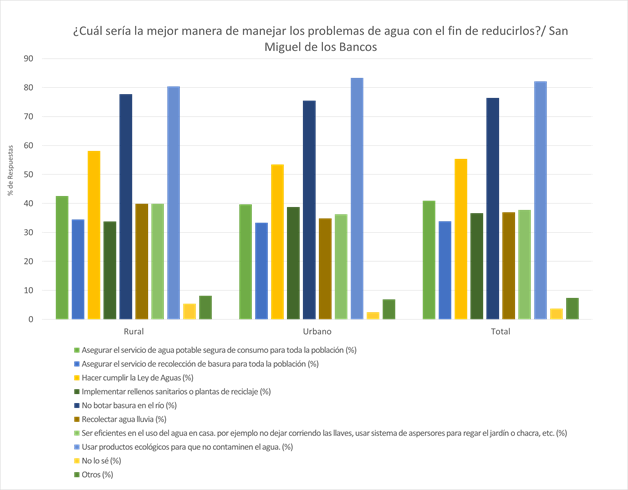 ¿Cuál sería la mejor manera de manejar los problemas de agua con el fin de reducirlos?/ San
Miguel de los Bancos
90
80
70
60
50
40
30
20
10
0
% de Respuestas
Rural Urbano Total
Asegurar el servicio de agua potable segura de consumo para toda la población (%)
Asegurar el servicio de recolección de basura para toda la población (%)
Hacer cumplir la Ley de Aguas (%)
Implementar rellenos sanitarios o plantas de reciclaje (%)
No botar basura en el río (%)
Recolectar agua lluvia (%)
Ser eficientes en el uso del agua en casa. por ejemplo no dejar corriendo las llaves, usar sistema de aspersores para regar el jardín o chacra, etc. (%)
Usar productos ecológicos para que no contaminen el agua. (%)
No lo sé (%)
Otros (%)